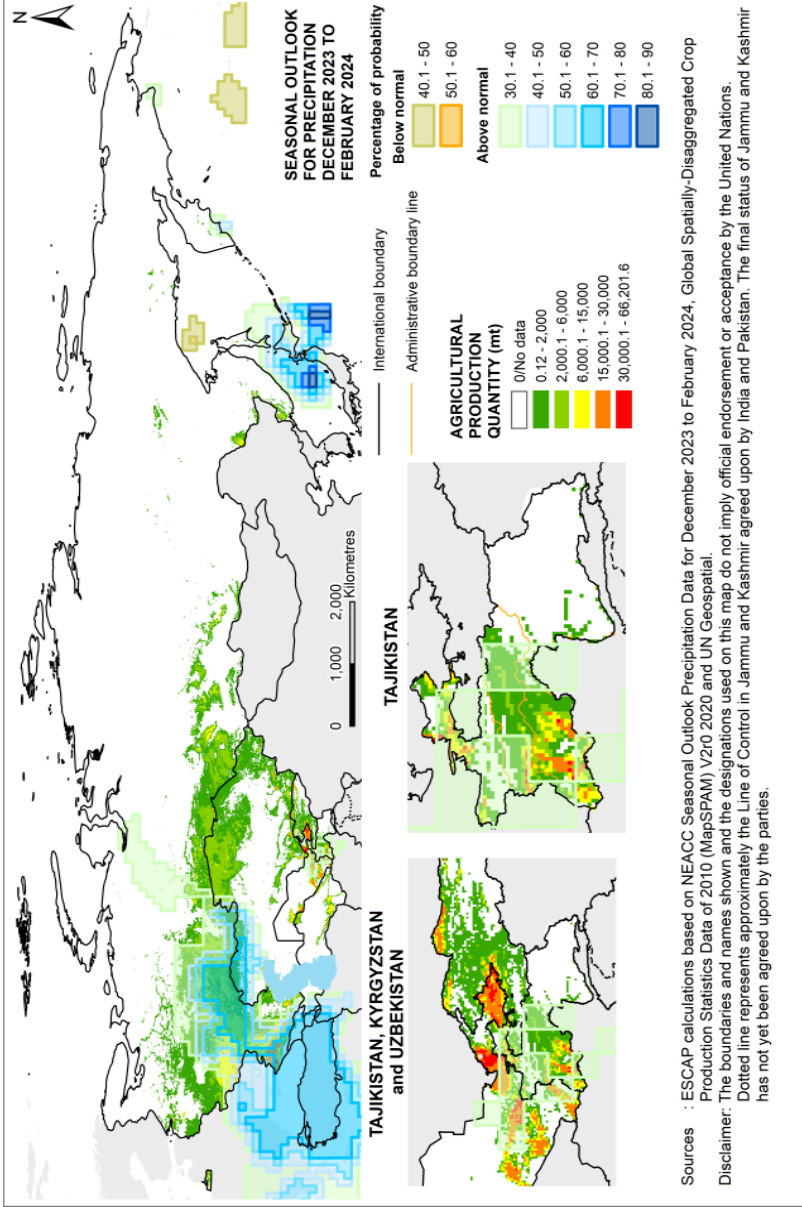 N
SEASONAL OUTLOOK
FOR PRECIPITATION
DECEMBER 2023 TO
FEBRUARY 2024
Percentage of probability
Below normal
40.1 - 50
50.1 - 60
Above normal
30.1 - 40
40.1 - 50
50.1 - 60
60.1 - 70
70.1 - 80
80.1 - 90
International boundary
Administrative boundary line
AGRICULTURAL
PRODUCTION
QUANTITY (mt)
0/No data
0.12 - 2,000
2,000.1 - 6,000
6,000.1 - 15,000
15,000.1 - 30,000
30,000.1 - 66,201.6
0 1,000 2,000
Kilometres
TAJIKISTAN, KYRGYZSTAN
and UZBEKISTAN
TAJIKISTAN
Sources : ESCAP calculations based on NEACC Seasonal Outlook Precipitation Data for December 2023 to February 2024, Global Spatially-Disaggregated Crop
Production Statistics Data of 2010 (MapSPAM) V2r0 2020 and UN Geospatial.
Disclaimer: The boundaries and names shown and the designations used on this map do not imply official endorsement or acceptance by the United Nations.
Dotted line represents approximately the Line of Control in Jammu and Kashmir agreed upon by India and Pakistan. The final status of Jammu and Kashmir
has not yet been agreed upon by the parties.